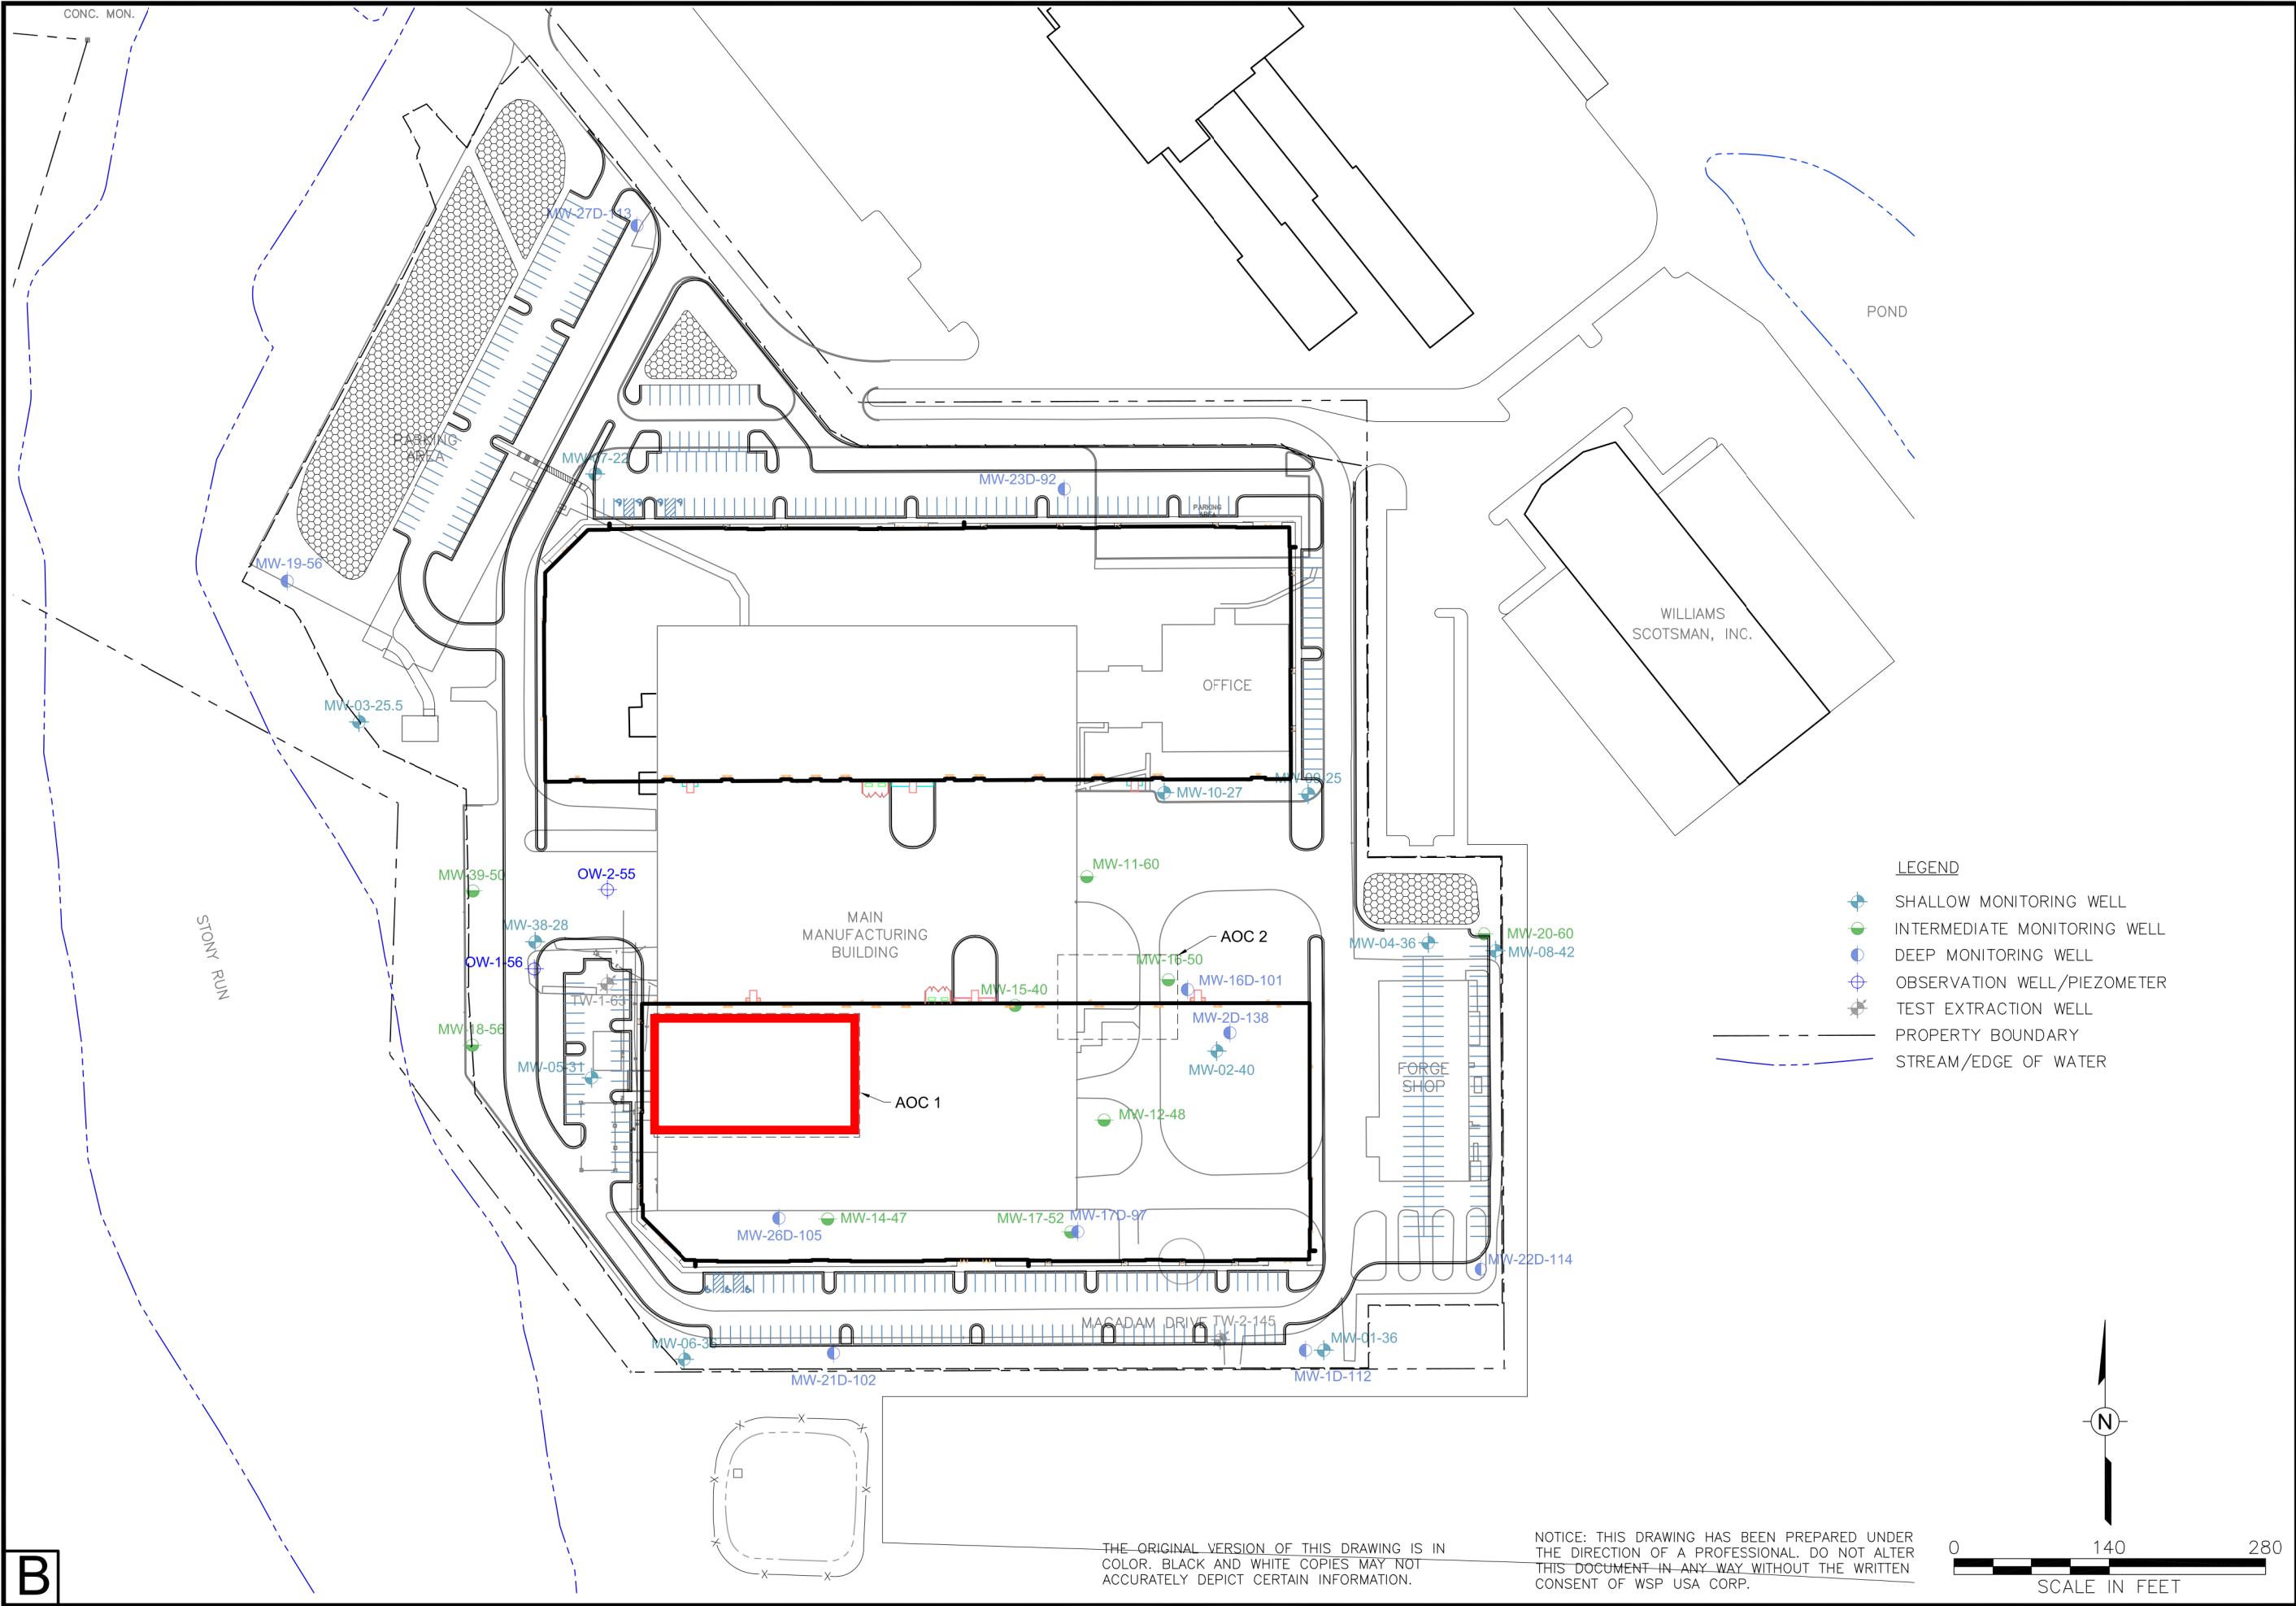 CONC. MON.
MW-27D-113
POND
PARKING
AREA
MW-07-22
MW-23D-92
PARKING
AREA
MW-19-56
WILLIAMS
SCOTSMAN, INC.
OFFICE
MW-03-25.5
MW-09-25
MW-10-27
MW-11-60
MW-39-50
OW-2-55
LEGEND
SHALLOW MONITORING WELL
INTERMEDIATE MONITORING WELL
DEEP MONITORING WELL
OBSERVATION WELL/PIEZOMETER
TEST EXTRACTION WELL
PROPERTY BOUNDARY
STREAM/EDGE OF WATER
STONY RUN
MAIN
MANUFACTURING
BUILDING
MW-38-28
AOC 2
MW-04-36
MW-20-60
MW-08-42
OW-1-56
MW-16-50
MW-16D-101
TW-1-63
MW-15-40
MW-2D-138
MW-18-56
MW-05-31
MW-02-40
FORGE
SHOP
AOC 1
MW-12-48
MW-14-47
MW-17-52
MW-17D-97
MW-26D-105
MW-22D-114
MACADAM DRIVE
TW-2-145
MW-06-36
MW-01-36
MW-21D-102
MW-1D-112
N
THE ORIGINAL VERSION OF THIS DRAWING IS IN
COLOR. BLACK AND WHITE COPIES MAY NOT
ACCURATELY DEPICT CERTAIN INFORMATION.
NOTICE: THIS DRAWING HAS BEEN PREPARED UNDER
THE DIRECTION OF A PROFESSIONAL. DO NOT ALTER
THIS DOCUMENT IN ANY WAY WITHOUT THE WRITTEN
CONSENT OF WSP USA CORP.
0 140 280
SCALE IN FEET
B